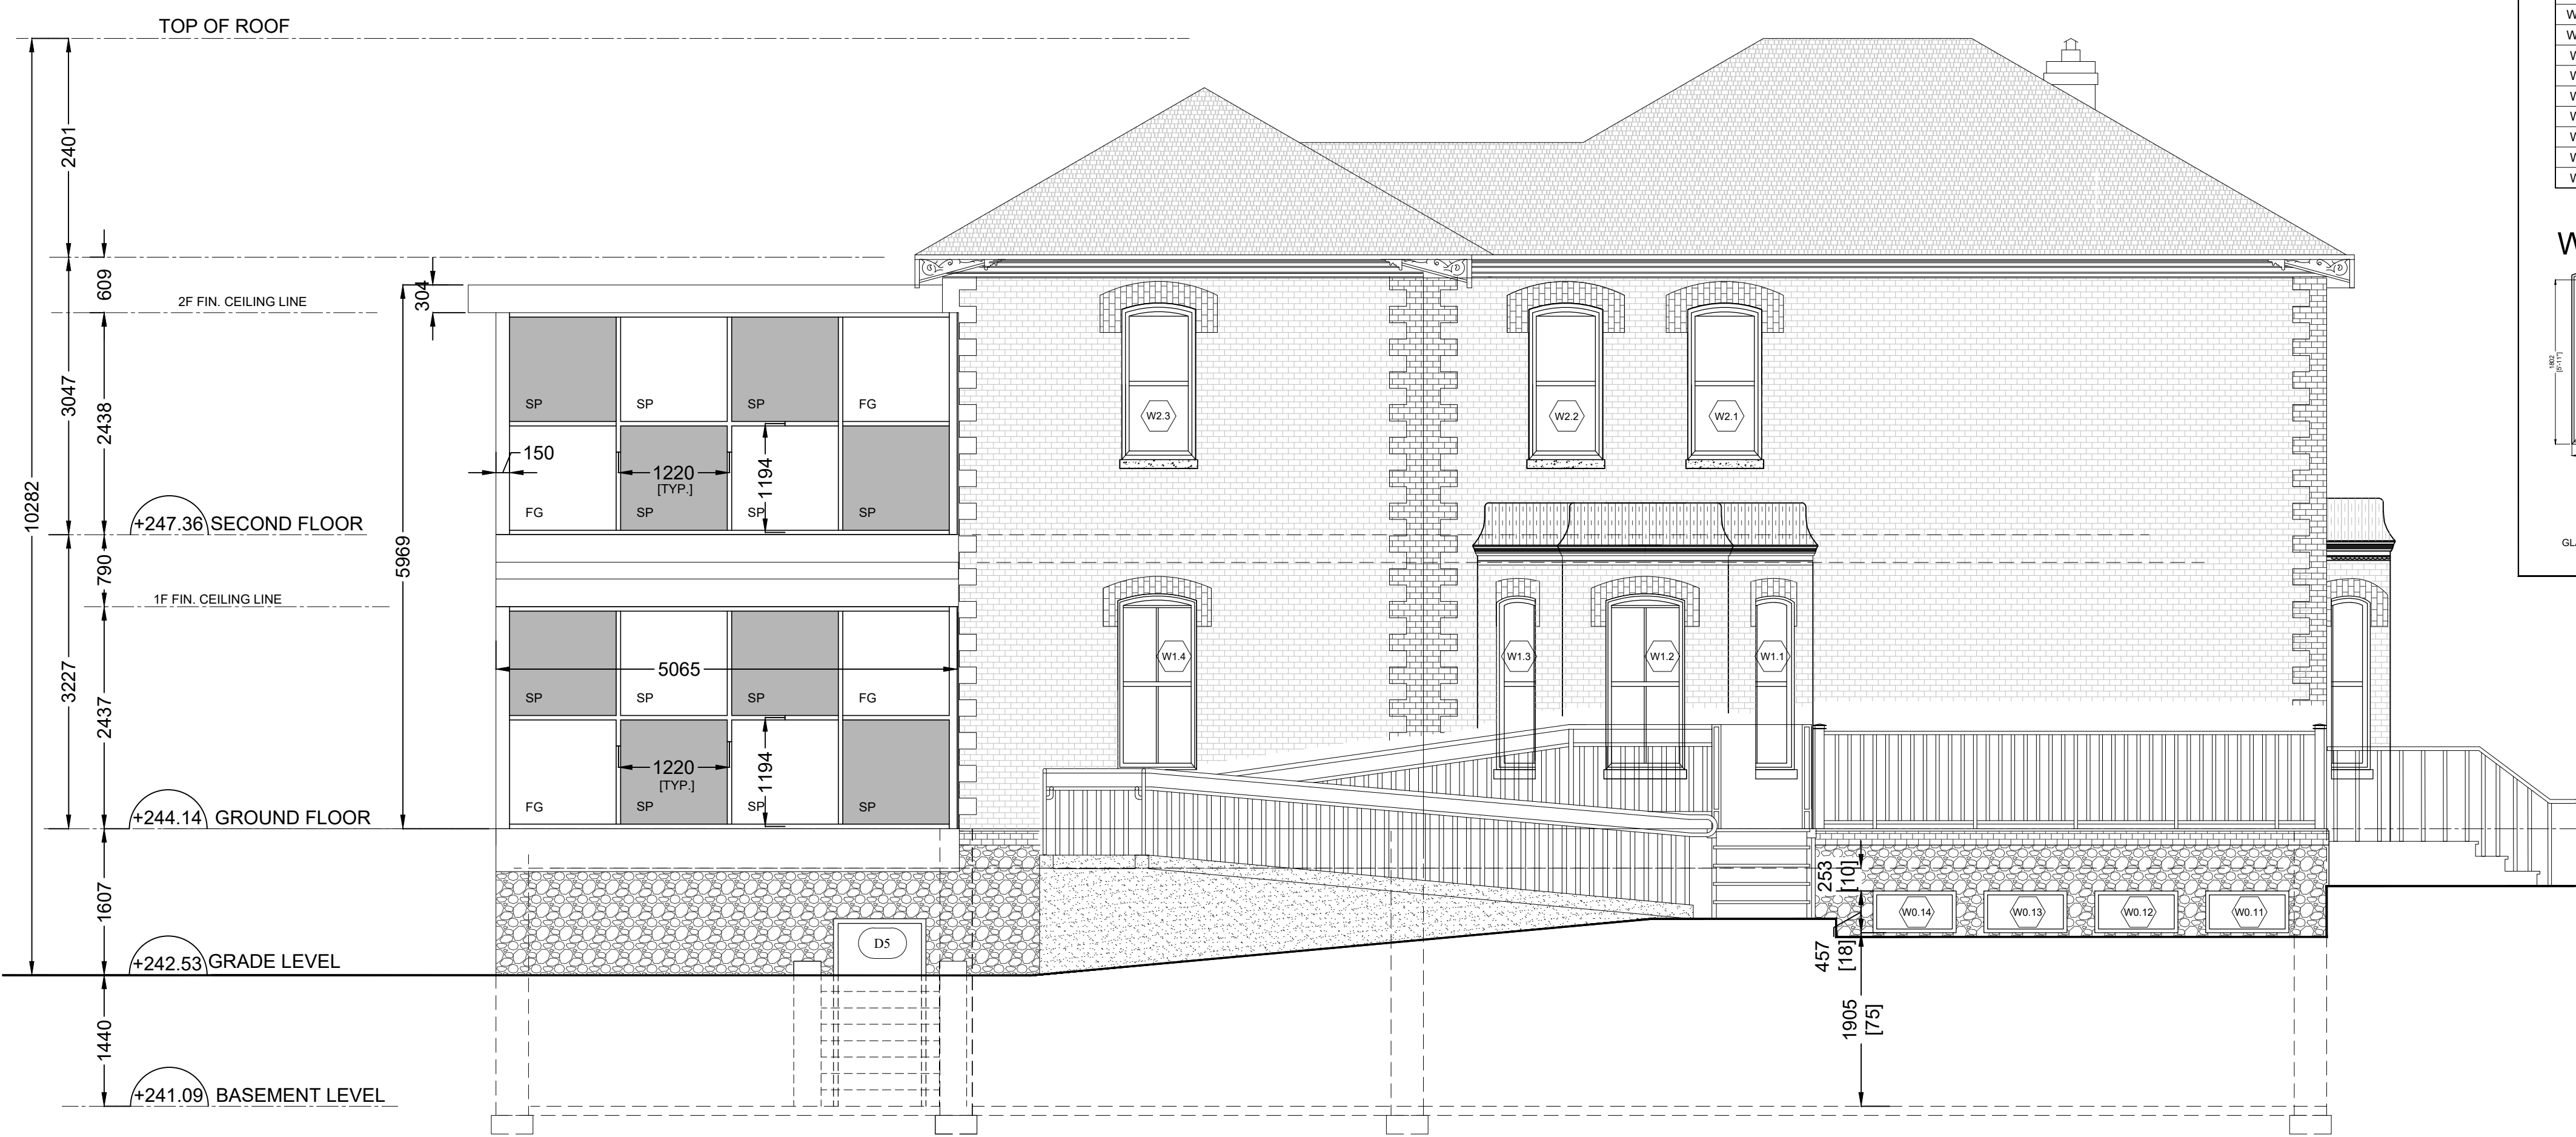 TOP OF ROOF
W
W
W
W
W
W
W
W
W
2401
W
609
304
2F FIN. CEILING LINE
1802
[5'-11"]
3047
2438
SP
SP
SP
FG
W2.3
W2.2
W2.1
150
1220
[TYP.]
1194
10282
FG
SP
SP
SP
+247.36 SECOND FLOOR
GL
790
5969
1F FIN. CEILING LINE
3227
2437
5065
W1.4
W1.3
W1.2
W1.1
SP
SP
SP
FG
1220
[TYP.]
1194
FG
SP
SP
SP
+244.14 GROUND FLOOR
1607
253
[10]
W0.14
W0.13
W0.12
W0.11
D5
457
[18]
+242.53 GRADE LEVEL
1440
1905
[75]
+241.09 BASEMENT LEVEL